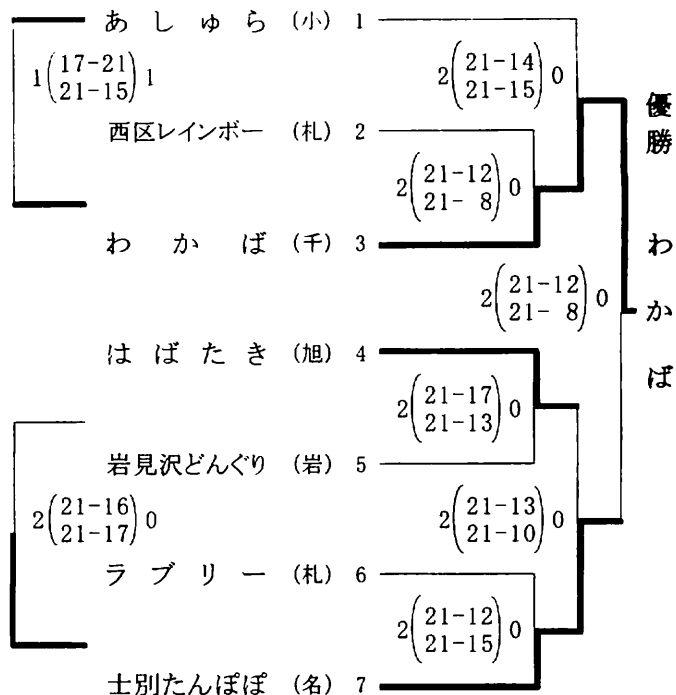 あしゅら (小) 1
1(17-21 21-15)1
2(21-14 21-15)0
西区レインボー (札) 2
2(21-12 21- 8)0
わかば (千) 3
優勝 わかば
2(21-12 21- 8)0
はばたき (旭) 4
2(21-17 21-13)0
岩見沢どんぐり (岩) 5
2(21-16 21-17)0
2(21-13 21-10)0
ラブリー (札) 6
2(21-12 21-15)0
士別たんぽぽ (名) 7